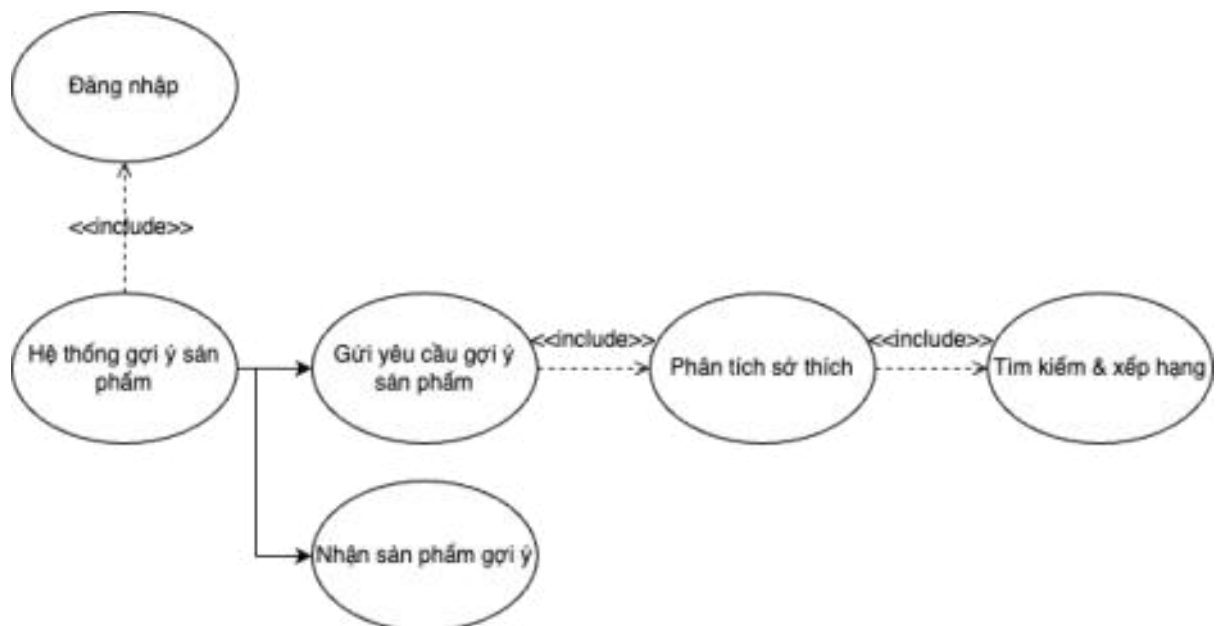 Đăng nhập
<<include>>
Hệ thống gợi ý sản
phẩm
Gửi yêu cầu gợi ý
sản phẩm
<<include>>
Phân tích sở thích
<<include>>
Tìm kiếm & xếp hạng
Nhận sản phẩm gợi ý